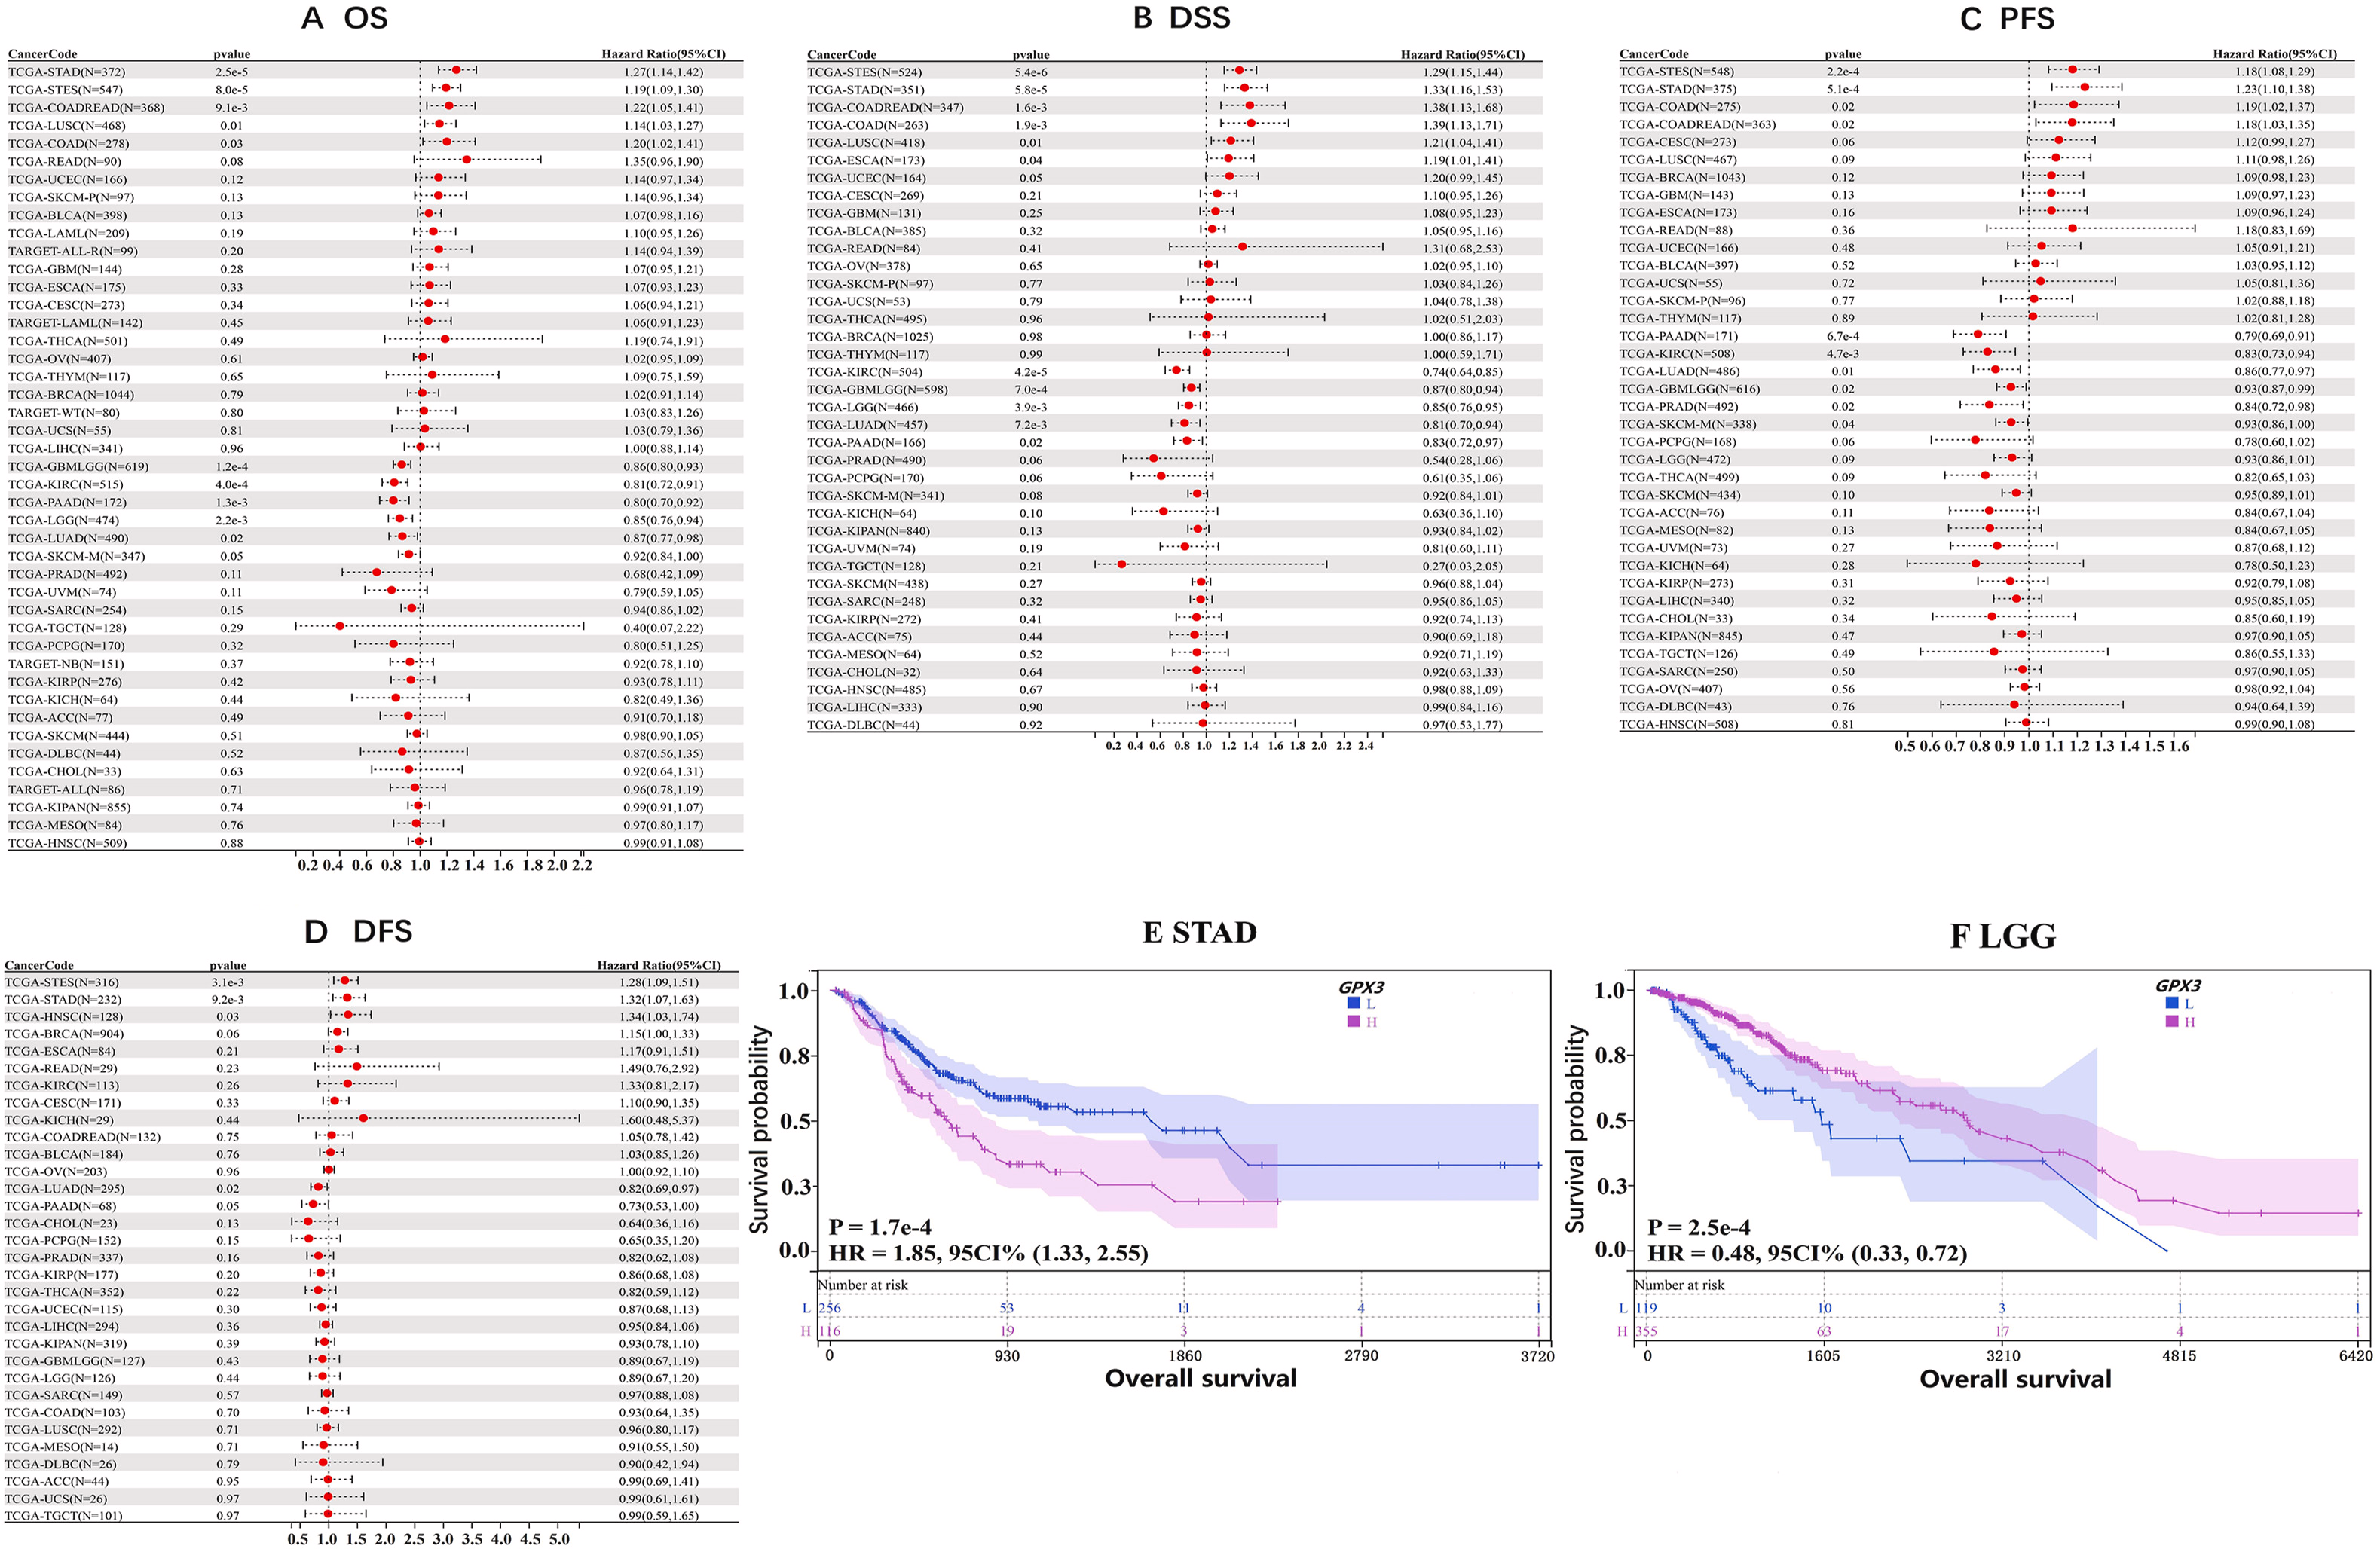 A OS
CancerCode pvalue Hazard Ratio(95%CI)
TCGA-STAD(N=372) 2.5e-5 1.27(1.14,1.42)
TCGA-STES(N=547) 8.0e-5 1.19(1.09,1.30)
TCGA-COADREAD(N=368) 9.1e-3 1.22(1.05,1.41)
TCGA-LUSC(N=468) 0.01 1.14(1.03,1.27)
TCGA-COAD(N=278) 0.03 1.20(1.02,1.41)
TCGA-READ(N=90) 0.08 1.35(0.96,1.90)
TCGA-UCEC(N=166) 0.12 1.14(0.97,1.34)
TCGA-SKCM-P(N=97) 0.13 1.14(0.96,1.34)
TCGA-BLCA(N=398) 0.13 1.07(0.98,1.16)
TCGA-LAML(N=209) 0.19 1.10(0.95,1.26)
TARGET-ALL-R(N=99) 0.20 1.14(0.94,1.39)
TCGA-GBM(N=144) 0.28 1.07(0.95,1.21)
TCGA-ESCA(N=175) 0.33 1.07(0.93,1.23)
TCGA-CESC(N=273) 0.34 1.06(0.94,1.21)
TARGET-LAML(N=142) 0.45 1.06(0.91,1.23)
TCGA-THCA(N=501) 0.49 1.19(0.74,1.91)
TCGA-OV(N=407) 0.61 1.02(0.95,1.09)
TCGA-THYM(N=117) 0.65 1.09(0.75,1.59)
TCGA-BRCA(N=1044) 0.79 1.02(0.91,1.14)
TARGET-WT(N=80) 0.80 1.03(0.83,1.26)
TCGA-UCS(N=55) 0.81 1.03(0.79,1.36)
TCGA-LIHC(N=341) 0.96 1.00(0.88,1.14)
TCGA-GBMLGG(N=619) 1.2e-4 0.86(0.80,0.93)
TCGA-KIRC(N=515) 4.0e-4 0.81(0.72,0.91)
TCGA-PAAD(N=172) 1.3e-3 0.80(0.70,0.92)
TCGA-LGG(N=474) 2.2e-3 0.85(0.76,0.94)
TCGA-LUAD(N=490) 0.02 0.87(0.77,0.98)
TCGA-SKCM-M(N=347) 0.05 0.92(0.84,1.00)
TCGA-PRAD(N=492) 0.11 0.68(0.42,1.09)
TCGA-UVM(N=74) 0.11 0.79(0.59,1.05)
TCGA-SARC(N=254) 0.15 0.94(0.86,1.02)
TCGA-TGCT(N=128) 0.29 0.40(0.07,2.22)
TCGA-PCPG(N=170) 0.32 0.80(0.51,1.25)
TARGET-NB(N=151) 0.37 0.92(0.78,1.10)
TCGA-KIRP(N=276) 0.42 0.93(0.78,1.11)
TCGA-KICH(N=64) 0.44 0.82(0.49,1.36)
TCGA-ACC(N=77) 0.49 0.91(0.70,1.18)
TCGA-SKCM(N=444) 0.51 0.98(0.90,1.05)
TCGA-DLBC(N=44) 0.52 0.87(0.56,1.35)
TCGA-CHOL(N=33) 0.63 0.92(0.64,1.31)
TARGET-ALL(N=86) 0.71 0.96(0.78,1.19)
TCGA-KIPAN(N=855) 0.74 0.99(0.91,1.07)
TCGA-MESO(N=84) 0.76 0.97(0.80,1.17)
TCGA-HNSC(N=509) 0.88 0.99(0.91,1.08)
0.2 0.4 0.6 0.8 1.0 1.2 1.4 1.6 1.8 2.0 2.2
B DSS
CancerCode pvalue Hazard Ratio(95%CI)
TCGA-STES(N=524) 5.4e-6 1.29(1.15,1.44)
TCGA-STAD(N=351) 5.8e-5 1.33(1.16,1.53)
TCGA-COADREAD(N=347) 1.6e-3 1.38(1.13,1.68)
TCGA-COAD(N=263) 1.9e-3 1.39(1.13,1.71)
TCGA-LUSC(N=418) 0.01 1.21(1.04,1.41)
TCGA-ESCA(N=173) 0.04 1.19(1.01,1.41)
TCGA-UCEC(N=164) 0.05 1.20(0.99,1.45)
TCGA-CESC(N=269) 0.21 1.10(0.95,1.26)
TCGA-GBM(N=131) 0.25 1.08(0.95,1.23)
TCGA-BLCA(N=385) 0.32 1.05(0.95,1.16)
TCGA-READ(N=84) 0.41 1.31(0.68,2.53)
TCGA-OV(N=378) 0.65 1.02(0.95,1.10)
TCGA-SKCM-P(N=97) 0.77 1.03(0.84,1.26)
TCGA-UCS(N=53) 0.79 1.04(0.78,1.38)
TCGA-THCA(N=495) 0.96 1.02(0.51,2.03)
TCGA-BRCA(N=1025) 0.98 1.00(0.86,1.17)
TCGA-THYM(N=117) 0.99 1.00(0.59,1.71)
TCGA-KIRC(N=504) 4.2e-5 0.74(0.64,0.85)
TCGA-GBMLGG(N=598) 7.0e-4 0.87(0.80,0.94)
TCGA-LGG(N=466) 3.9e-3 0.85(0.76,0.95)
TCGA-LUAD(N=457) 7.2e-3 0.81(0.70,0.94)
TCGA-PAAD(N=166) 0.02 0.83(0.72,0.97)
TCGA-PRAD(N=490) 0.06 0.54(0.28,1.06)
TCGA-PCPG(N=170) 0.06 0.61(0.35,1.06)
TCGA-SKCM-M(N=341) 0.08 0.92(0.84,1.01)
TCGA-KICH(N=64) 0.10 0.63(0.36,1.10)
TCGA-KIPAN(N=840) 0.13 0.93(0.84,1.02)
TCGA-UVM(N=74) 0.19 0.81(0.60,1.11)
TCGA-TGCT(N=128) 0.21 0.27(0.03,2.05)
TCGA-SKCM(N=438) 0.27 0.96(0.88,1.04)
TCGA-SARC(N=248) 0.32 0.95(0.86,1.05)
TCGA-KIRP(N=272) 0.41 0.92(0.74,1.13)
TCGA-ACC(N=75) 0.44 0.90(0.69,1.18)
TCGA-MESO(N=64) 0.52 0.92(0.71,1.19)
TCGA-CHOL(N=32) 0.64 0.92(0.63,1.33)
TCGA-HNSC(N=485) 0.67 0.98(0.88,1.09)
TCGA-LIHC(N=333) 0.90 0.99(0.84,1.16)
TCGA-DLBC(N=44) 0.92 0.97(0.53,1.77)
0.2 0.4 0.6 0.8 1.0 1.2 1.4 1.6 1.8 2.0 2.2 2.4
C PFS
CancerCode pvalue Hazard Ratio(95%CI)
TCGA-STES(N=548) 2.2e-4 1.18(1.08,1.29)
TCGA-STAD(N=375) 5.1e-4 1.23(1.10,1.38)
TCGA-COAD(N=275) 0.02 1.19(1.02,1.37)
TCGA-COADREAD(N=363) 0.02 1.18(1.03,1.35)
TCGA-CESC(N=273) 0.06 1.12(0.99,1.27)
TCGA-LUSC(N=467) 0.09 1.11(0.98,1.26)
TCGA-BRCA(N=1043) 0.12 1.09(0.98,1.23)
TCGA-GBM(N=143) 0.13 1.09(0.97,1.23)
TCGA-ESCA(N=173) 0.16 1.09(0.96,1.24)
TCGA-READ(N=88) 0.36 1.18(0.83,1.69)
TCGA-UCEC(N=166) 0.48 1.05(0.91,1.21)
TCGA-BLCA(N=397) 0.52 1.03(0.95,1.12)
TCGA-UCS(N=55) 0.72 1.05(0.81,1.36)
TCGA-SKCM-P(N=96) 0.77 1.02(0.88,1.18)
TCGA-THYM(N=117) 0.89 1.02(0.81,1.28)
TCGA-PAAD(N=171) 6.7e-4 0.79(0.69,0.91)
TCGA-KIRC(N=508) 4.7e-3 0.83(0.73,0.94)
TCGA-LUAD(N=486) 0.01 0.86(0.77,0.97)
TCGA-GBMLGG(N=616) 0.02 0.93(0.87,0.99)
TCGA-PRAD(N=492) 0.02 0.84(0.72,0.98)
TCGA-SKCM-M(N=338) 0.04 0.93(0.86,1.00)
TCGA-PCPG(N=168) 0.06 0.78(0.60,1.02)
TCGA-LGG(N=472) 0.09 0.93(0.86,1.01)
TCGA-THCA(N=499) 0.09 0.82(0.65,1.03)
TCGA-SKCM(N=434) 0.10 0.95(0.89,1.01)
TCGA-ACC(N=76) 0.11 0.84(0.67,1.04)
TCGA-MESO(N=82) 0.13 0.84(0.67,1.05)
TCGA-UVM(N=73) 0.27 0.87(0.68,1.12)
TCGA-KICH(N=64) 0.28 0.78(0.50,1.23)
TCGA-KIRP(N=273) 0.31 0.92(0.79,1.08)
TCGA-LIHC(N=340) 0.32 0.95(0.85,1.05)
TCGA-CHOL(N=33) 0.34 0.85(0.60,1.19)
TCGA-KIPAN(N=845) 0.47 0.97(0.90,1.05)
TCGA-TGCT(N=126) 0.49 0.86(0.55,1.33)
TCGA-SARC(N=250) 0.50 0.97(0.90,1.05)
TCGA-OV(N=407) 0.56 0.98(0.92,1.04)
TCGA-DLBC(N=43) 0.76 0.94(0.64,1.39)
TCGA-HNSC(N=508) 0.81 0.99(0.90,1.08)
0.5 0.6 0.7 0.8 0.9 1.0 1.1 1.2 1.3 1.4 1.5 1.6
D DFS
CancerCode pvalue Hazard Ratio(95%CI)
TCGA-STES(N=316) 3.1e-3 1.28(1.09,1.51)
TCGA-STAD(N=232) 9.2e-3 1.32(1.07,1.63)
TCGA-HNSC(N=128) 0.03 1.34(1.03,1.74)
TCGA-BRCA(N=904) 0.06 1.15(1.00,1.33)
TCGA-ESCA(N=84) 0.21 1.17(0.91,1.51)
TCGA-READ(N=29) 0.23 1.49(0.76,2.92)
TCGA-KIRC(N=113) 0.26 1.33(0.81,2.17)
TCGA-CESC(N=171) 0.33 1.10(0.90,1.35)
TCGA-KICH(N=29) 0.44 1.60(0.48,5.37)
TCGA-COADREAD(N=132) 0.75 1.05(0.78,1.42)
TCGA-BLCA(N=184) 0.76 1.03(0.85,1.26)
TCGA-OV(N=203) 0.96 1.00(0.92,1.10)
TCGA-LUAD(N=295) 0.02 0.82(0.69,0.97)
TCGA-PAAD(N=68) 0.05 0.73(0.53,1.00)
TCGA-CHOL(N=23) 0.13 0.64(0.36,1.16)
TCGA-PCPG(N=152) 0.15 0.65(0.35,1.20)
TCGA-PRAD(N=337) 0.16 0.82(0.62,1.08)
TCGA-KIRP(N=177) 0.20 0.86(0.68,1.08)
TCGA-THCA(N=352) 0.22 0.82(0.59,1.12)
TCGA-UCEC(N=115) 0.30 0.87(0.68,1.13)
TCGA-LIHC(N=294) 0.36 0.95(0.84,1.06)
TCGA-KIPAN(N=319) 0.39 0.93(0.78,1.10)
TCGA-GBMLGG(N=127) 0.43 0.89(0.67,1.19)
TCGA-LGG(N=126) 0.44 0.89(0.67,1.20)
TCGA-SARC(N=149) 0.57 0.97(0.88,1.08)
TCGA-COAD(N=103) 0.70 0.93(0.64,1.35)
TCGA-LUSC(N=292) 0.71 0.96(0.80,1.17)
TCGA-MESO(N=14) 0.71 0.91(0.55,1.50)
TCGA-DLBC(N=26) 0.79 0.90(0.42,1.94)
TCGA-ACC(N=44) 0.95 0.99(0.69,1.41)
TCGA-UCS(N=26) 0.97 0.99(0.61,1.61)
TCGA-TGCT(N=101) 0.97 0.99(0.59,1.65)
0.5 1.0 1.5 2.0 2.5 3.0 3.5 4.0 4.5 5.0
E STAD
GPX3
L
H
Survival probability
1.0
0.8
0.5
0.3
0.0
P = 1.7e-4
HR = 1.85, 95CI% (1.33, 2.55)
Number at risk
L 256 53 11 4 1
H 116 19 3 1 1
0 930 1860 2790 3720
Overall survival
F LGG
GPX3
L
H
Survival probability
1.0
0.8
0.5
0.3
0.0
P = 2.5e-4
HR = 0.48, 95CI% (0.33, 0.72)
Number at risk
L 119 10 3 1 1
H 355 63 17 4 1
0 1605 3210 4815 6420
Overall survival